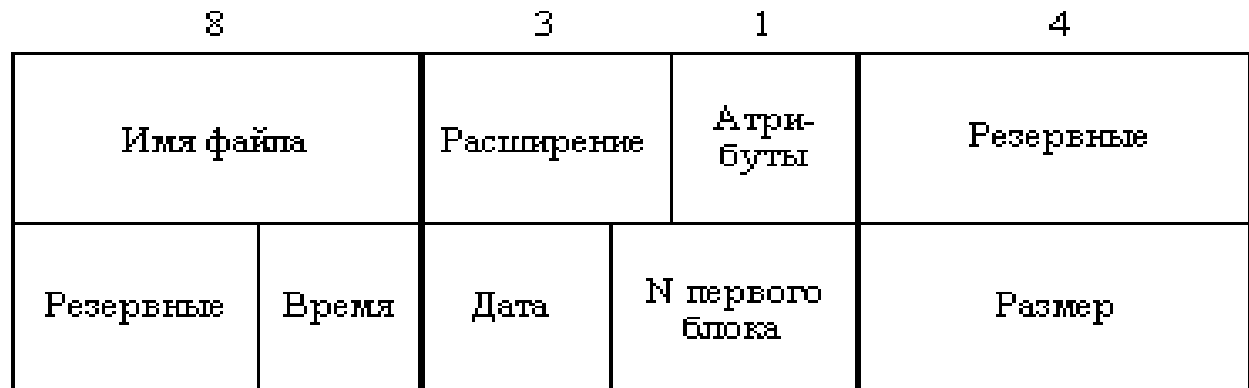 8 3 1 4
Имя файла Расширение Атри-
буты Резервные
Резервные Время Дата N первого
блока Размер